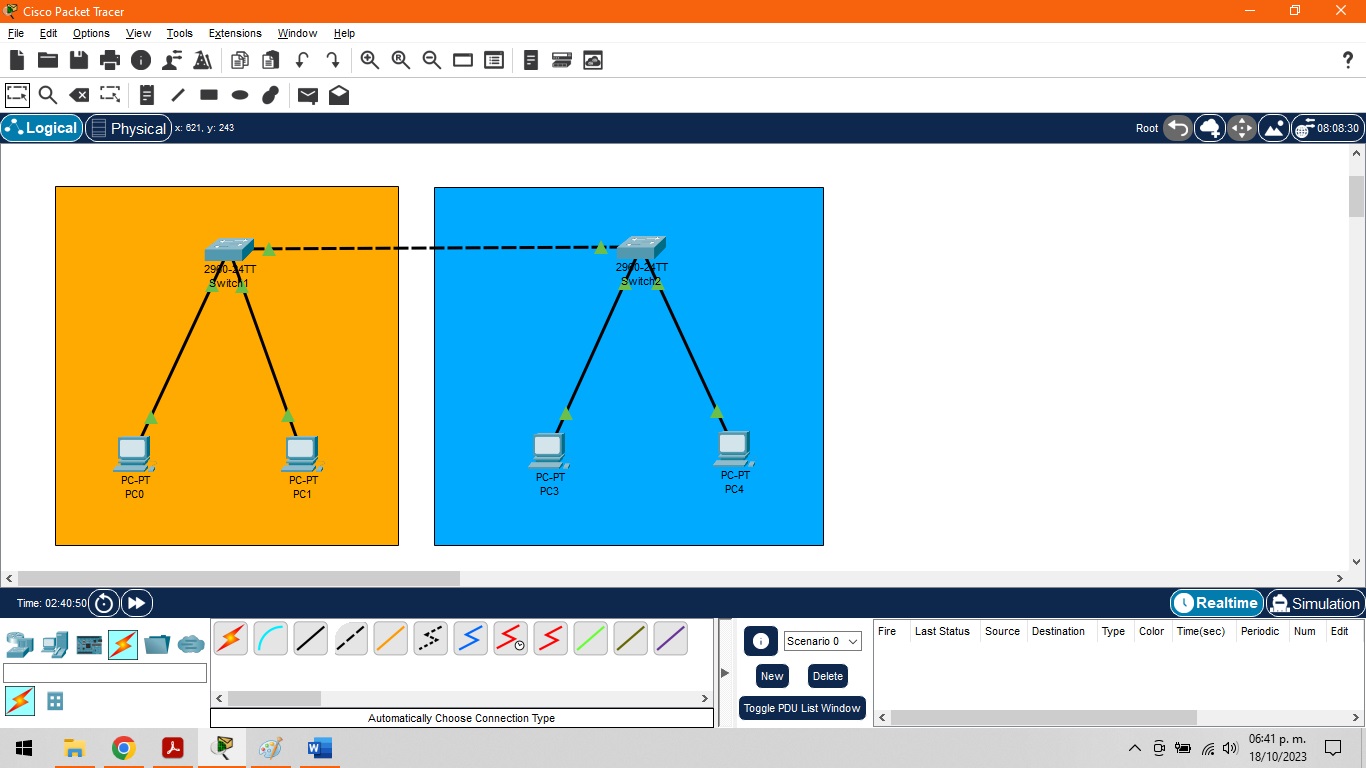 Cisco Packet Tracer
File Edit Options View Tools Extensions Window Help
Logical Physical x: 621, y: 243 Root 08:08:30
2960-24TT
Switch1
2960-24TT
Switch2
PC-PT
PC0
PC-PT
PC1
PC-PT
PC3
PC-PT
PC4
Time: 02:40:50 Realtime Simulation
Scenario 0
New Delete
Toggle PDU List Window
Fire Last Status Source Destination Type Color Time(sec) Periodic Num Edit
Automatically Choose Connection Type
06:41 p. m.
18/10/2023